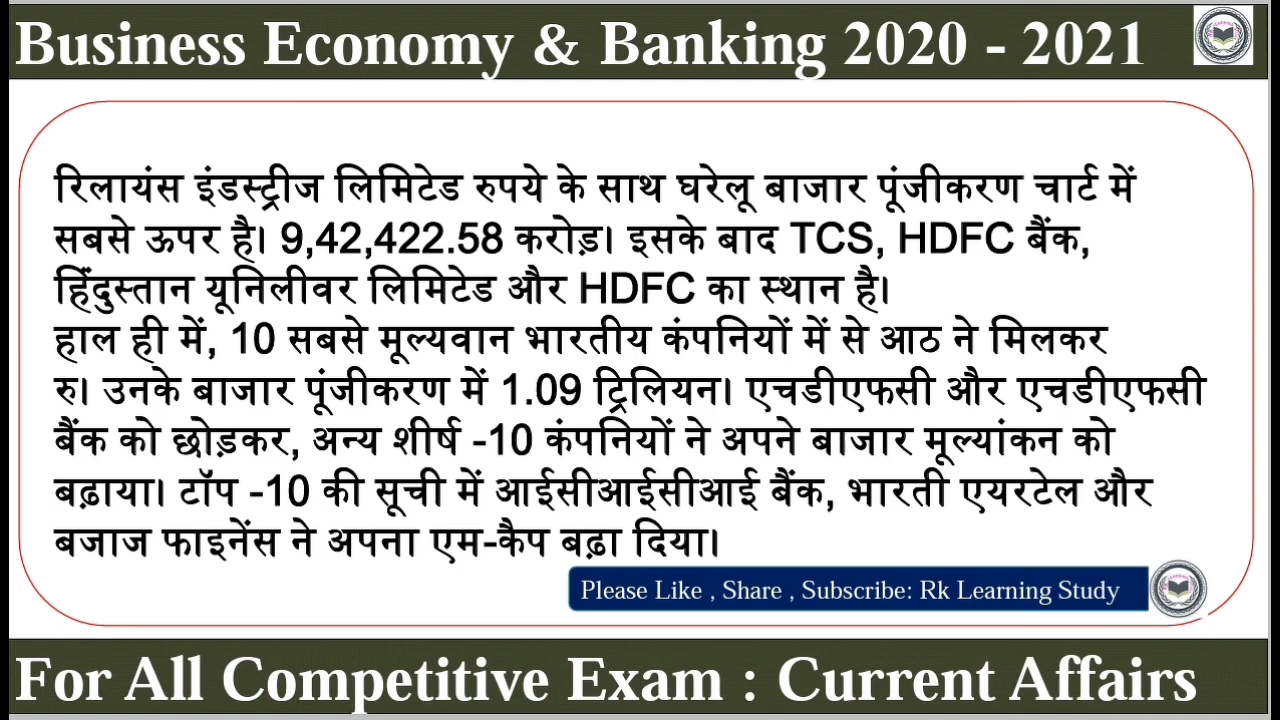 Business Economy & Banking 2020 - 2021
रिलायंस इंडस्ट्रीज लिमिटेड रुपये के साथ घरेलू बाजार पूंजीकरण चार्ट में
सबसे ऊपर है। 9,42,422.58 करोड़। इसके बाद TCS, HDFC बैंक,
हिंदुस्तान यूनिलीवर लिमिटेड और HDFC का स्थान है।
हाल ही में, 10 सबसे मूल्यवान भारतीय कंपनियों में से आठ ने मिलकर
रु। उनके बाजार पूंजीकरण में 1.09 ट्रिलियन। एचडीएफसी और एचडीएफसी
बैंक को छोड़कर, अन्य शीर्ष -10 कंपनियों ने अपने बाजार मूल्यांकन को
बढ़ाया। टॉप -10 की सूची में आईसीआईसीआई बैंक, भारती एयरटेल और
बजाज फाइनेंस ने अपना एम-कैप बढ़ा दिया।
Please Like , Share , Subscribe: Rk Learning Study
For All Competitive Exam : Current Affairs